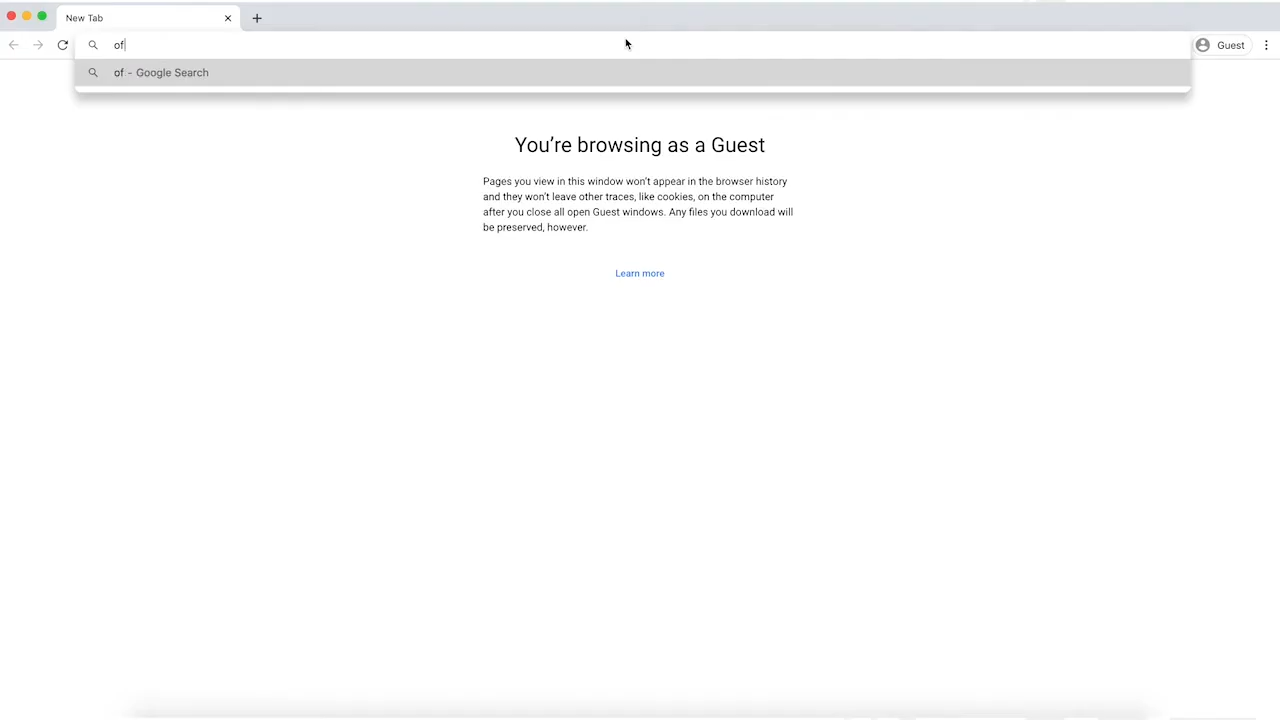 New Tab
of
Guest
of - Google Search
You're browsing as a Guest
Pages you view in this window won't appear in the browser history
and they won't leave other traces, like cookies, on the computer
after you close all open Guest windows. Any files you download will
be preserved, however.
Learn more